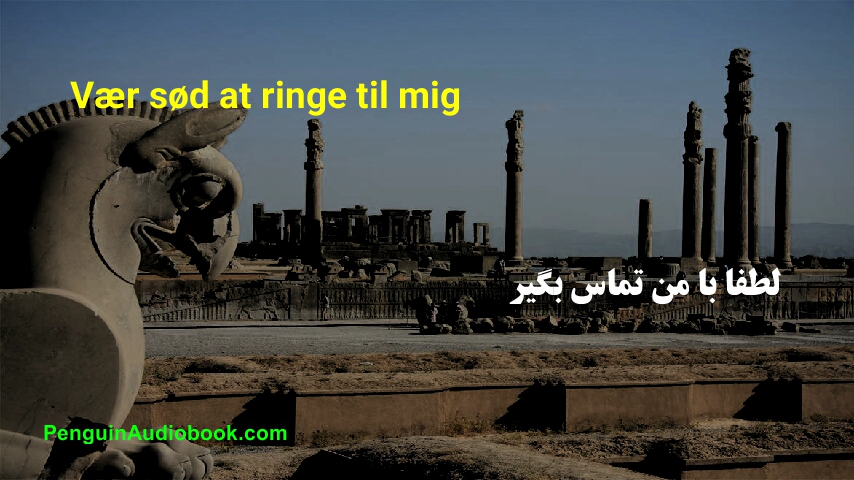 Vær sød at ringe til mig
لطفا با من تماس بگیر
PenguinAudiobook.com